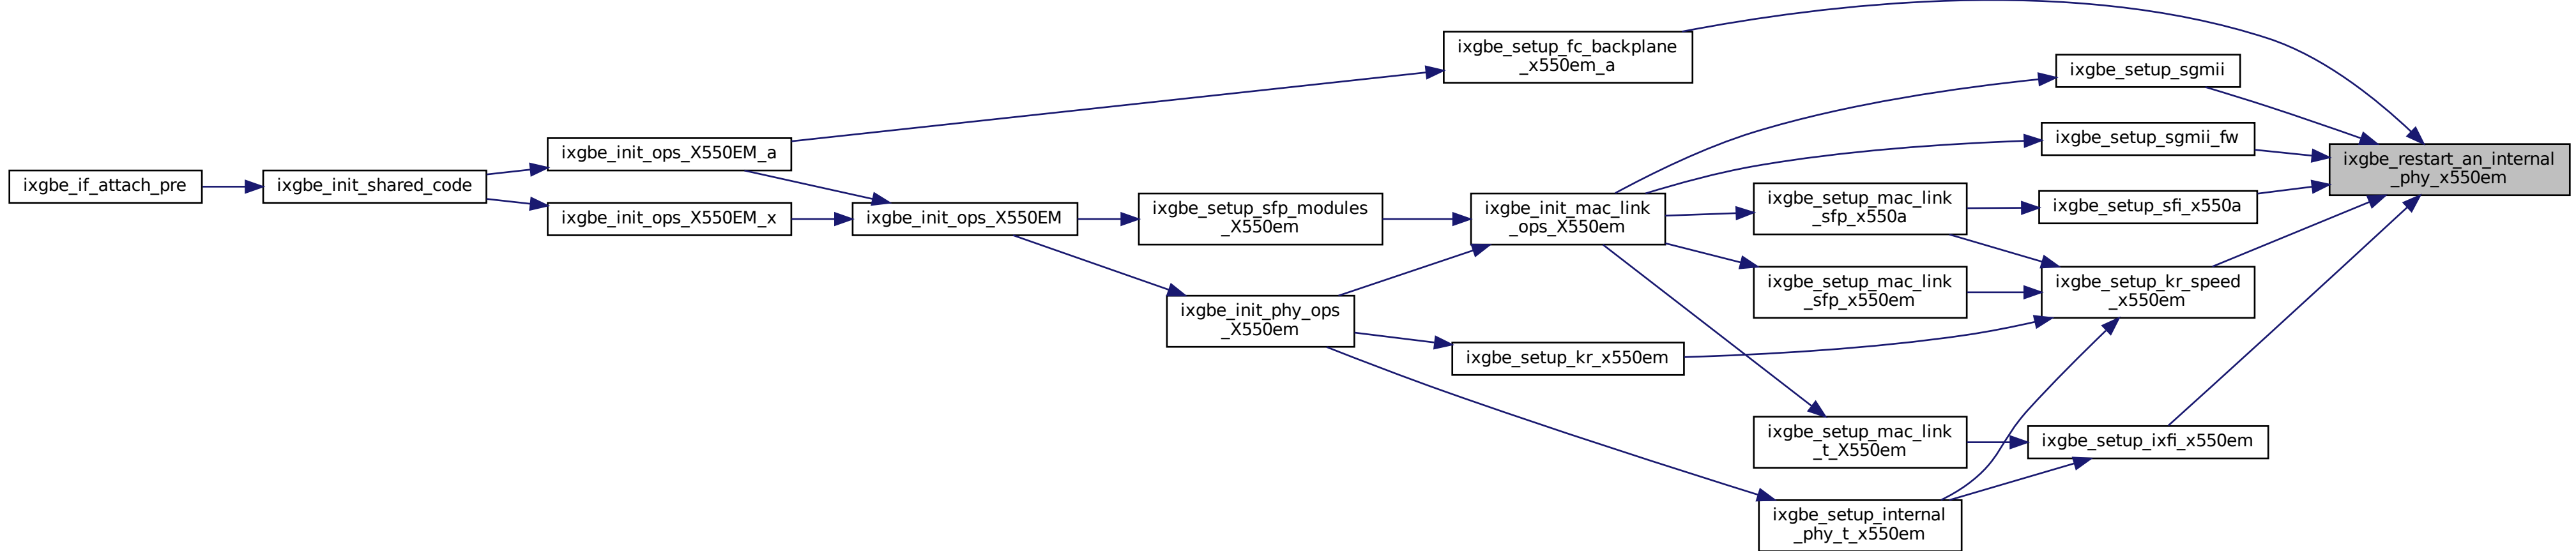 ixgbe_if_attach_pre
ixgbe_init_shared_code
ixgbe_init_ops_X550EM_a
ixgbe_init_ops_X550EM_x
ixgbe_init_ops_X550EM
ixgbe_setup_sfp_modules
_X550em
ixgbe_init_phy_ops
_X550em
ixgbe_setup_fc_backplane
_x550em_a
ixgbe_init_mac_link
_ops_X550em
ixgbe_setup_kr_x550em
ixgbe_setup_mac_link
_sfp_x550a
ixgbe_setup_mac_link
_sfp_x550em
ixgbe_setup_mac_link
_t_X550em
ixgbe_setup_internal
_phy_t_x550em
ixgbe_setup_sgmii
ixgbe_setup_sgmii_fw
ixgbe_setup_sfi_x550a
ixgbe_setup_kr_speed
_x550em
ixgbe_setup_ixfi_x550em
ixgbe_restart_an_internal
_phy_x550em